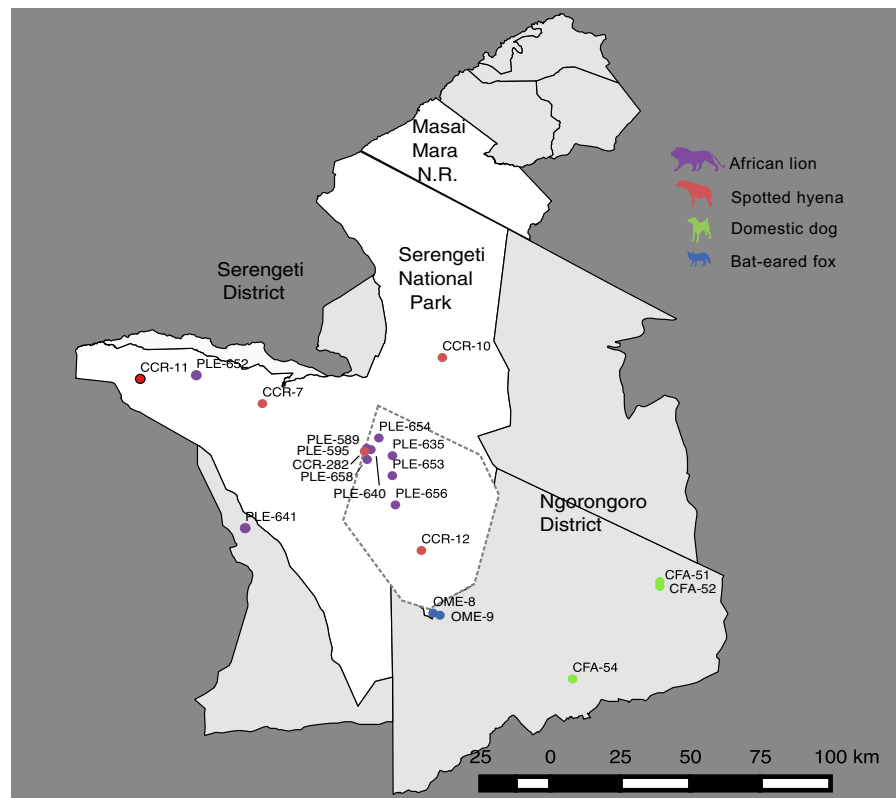 Masai
Mara
N.R.
African lion
Spotted hyena
Domestic dog
Bat-eared fox
Serengeti
District
Serengeti
National
Park
CCR-10
CCR-11
PLE-652
CCR-7
PLE-654
PLE-589
PLE-595
PLE-635
CCR-282
PLE-653
PLE-658
PLE-640
PLE-656
PLE-641
Ngorongoro
District
CCR-12
CFA-51
CFA-52
OME-8
OME-9
CFA-54
25 0 25 50 75 100 km